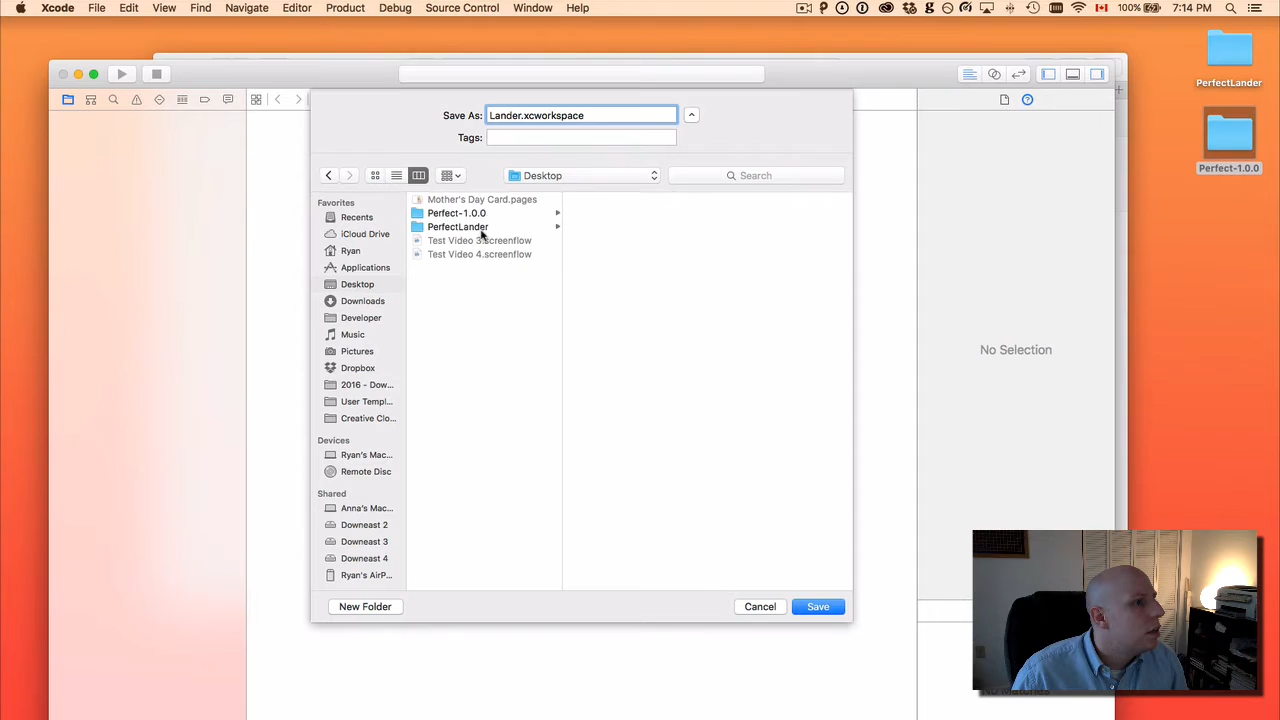 Xcode File Edit View Find Navigate Editor Product Debug Source Control Window Help 100% 7:14 PM
PerfectLander
Perfect-1.0.0
Save As: Lander.xcworkspace
Tags:
Desktop
Search
Favorites
Recents
iCloud Drive
Ryan
Applications
Desktop
Downloads
Developer
Music
Pictures
Dropbox
2016 - Dow...
User Templ...
Creative Clo...
Devices
Ryan's Mac...
Remote Disc
Shared
Anna's Mac...
Downeast 2
Downeast 3
Downeast 4
Ryan's AirP...
Mother's Day Card.pages
Perfect-1.0.0
PerfectLander
Test Video 3.screenflow
Test Video 4.screenflow
No Selection
New Folder
Cancel
Save
No Matches